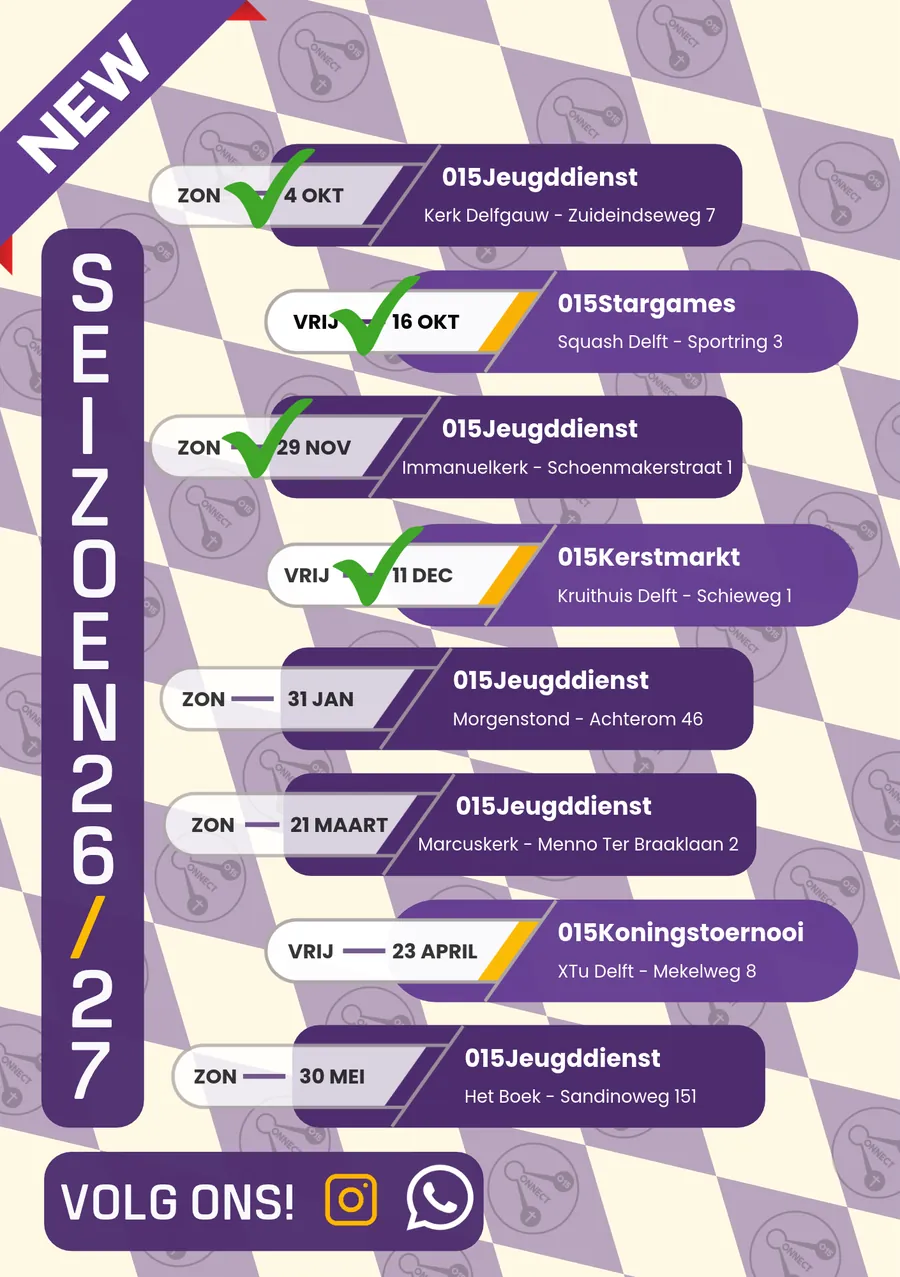 NEW
SEIZOEN26/27
ZON 4 OKT
015Jeugddienst
Kerk Delfgauw - Zuideindseweg 7
VRIJ 16 OKT
015Stargames
Squash Delft - Sportring 3
ZON 29 NOV
015Jeugddienst
Immanuelkerk - Schoenmakerstraat 1
VRIJ 11 DEC
015Kerstmarkt
Kruithuis Delft - Schieweg 1
ZON — 31 JAN
015Jeugddienst
Morgenstond - Achterom 46
ZON — 21 MAART
015Jeugddienst
Marcuskerk - Menno Ter Braaklaan 2
VRIJ — 23 APRIL
015Koningstoernooi
XTu Delft - Mekelweg 8
ZON — 30 MEI
015Jeugddienst
Het Boek - Sandinoweg 151
VOLG ONS!